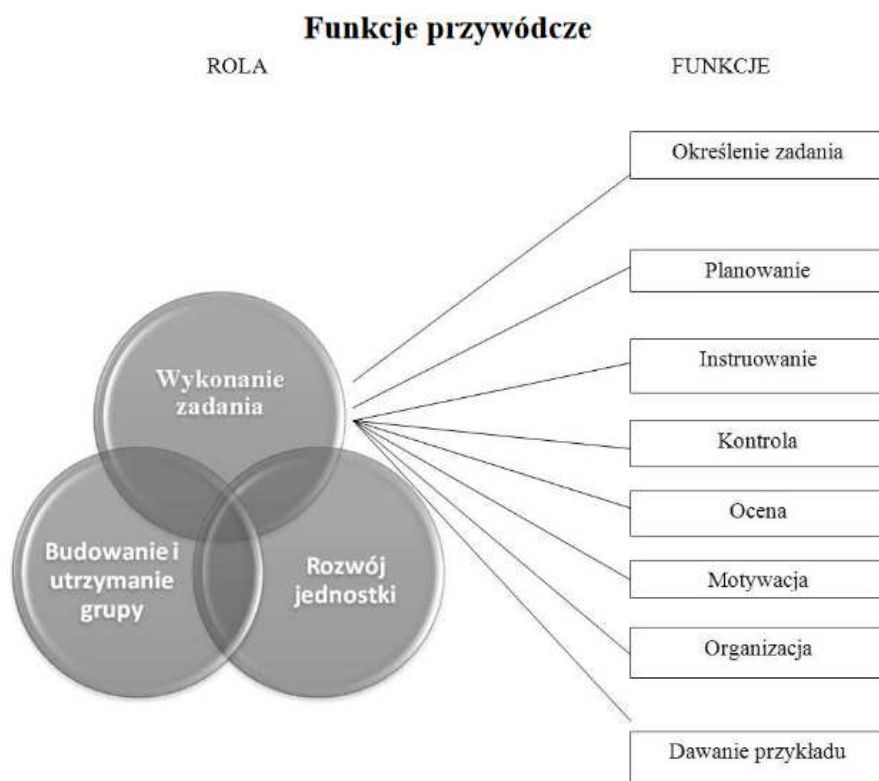 Funkcje przywódcze
ROLA
FUNKCJE
Określenie zadania
Planowanie
Instruowanie
Kontrola
Ocena
Motywacja
Organizacja
Dawanie przykładu
Wykonanie
zadania
Budowanie i
utrzymanie
grupy
Rozwój
jednostki